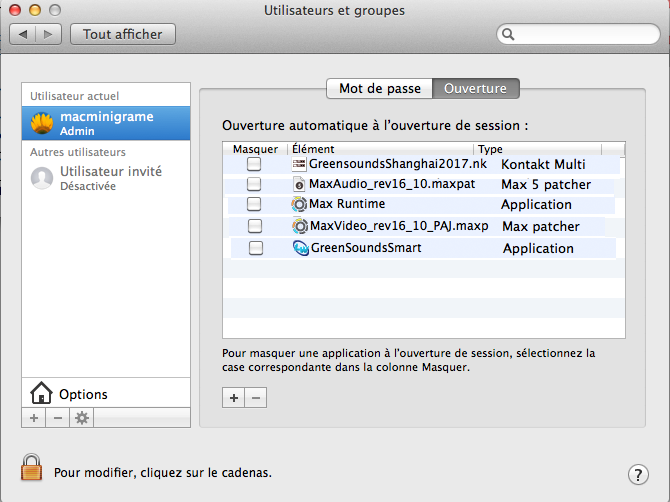 Utilisateurs et groupes
Tout afficher
Mot de passe Ouverture
Utilisateur actuel
macminigrame
Admin
Autres utilisateurs
Utilisateur invité
Désactivée
Options
Ouverture automatique à l'ouverture de session :
Masquer Élément Type
GreensoundsShanghai2017.nk Kontakt Multi
MaxAudio_rev16_10.maxpat Max 5 patcher
Max Runtime Application
MaxVideo_rev16_10_PAJ.maxp Max patcher
GreenSoundsSmart Application
Pour masquer une application à l'ouverture de session, sélectionnez la
case correspondante dans la colonne Masquer.
Pour modifier, cliquez sur le cadenas.